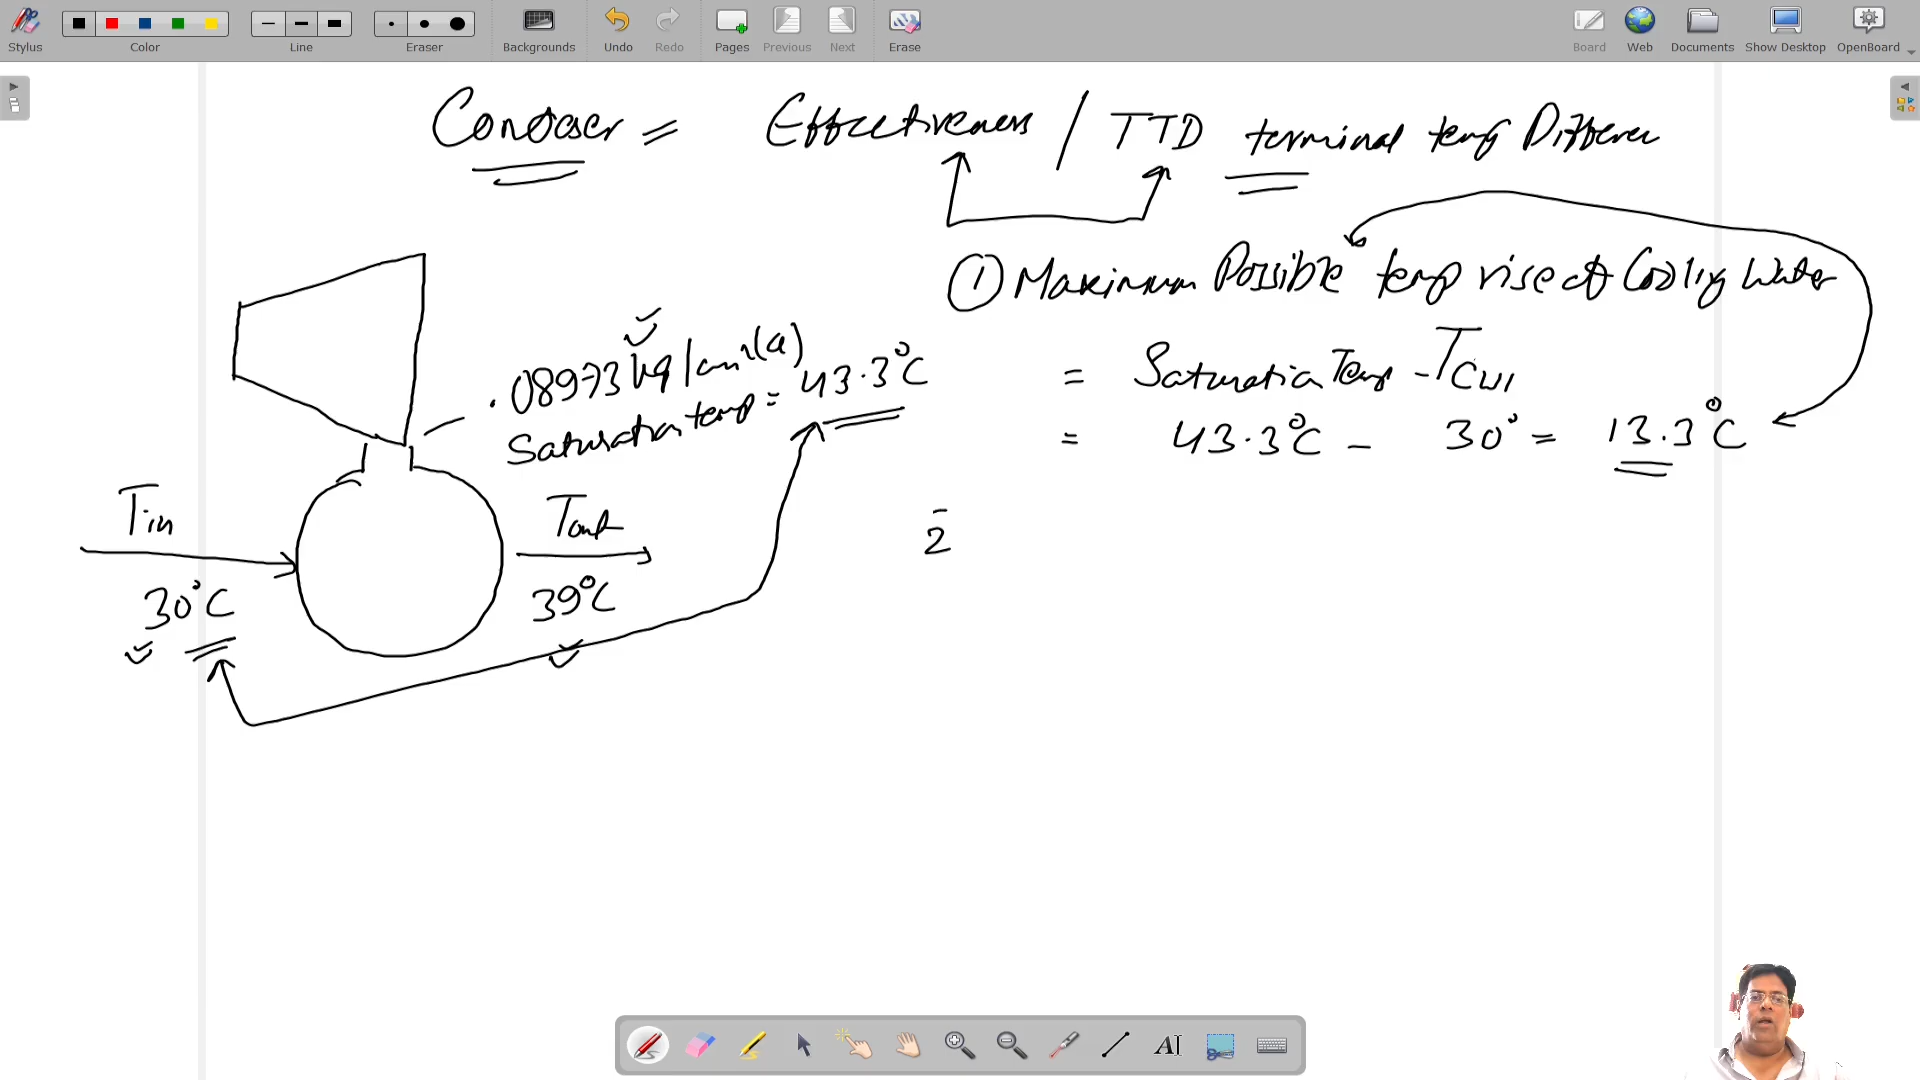 Stylus Color Line Eraser Backgrounds Undo Redo Pages Previous Next Erase Board Web Documents Show Desktop OpenBoard
= Effectiveness / TTD terminal temp
① Maximum Possible temp rise of Cooling Water
.08973 kg/cm²(a)
Saturation temp = 43.3°C
= Saturation Temp - TCW1
= 43.3°C - 30° = 13.3°C
Tin
30°C
Tout
39°C
2
AI